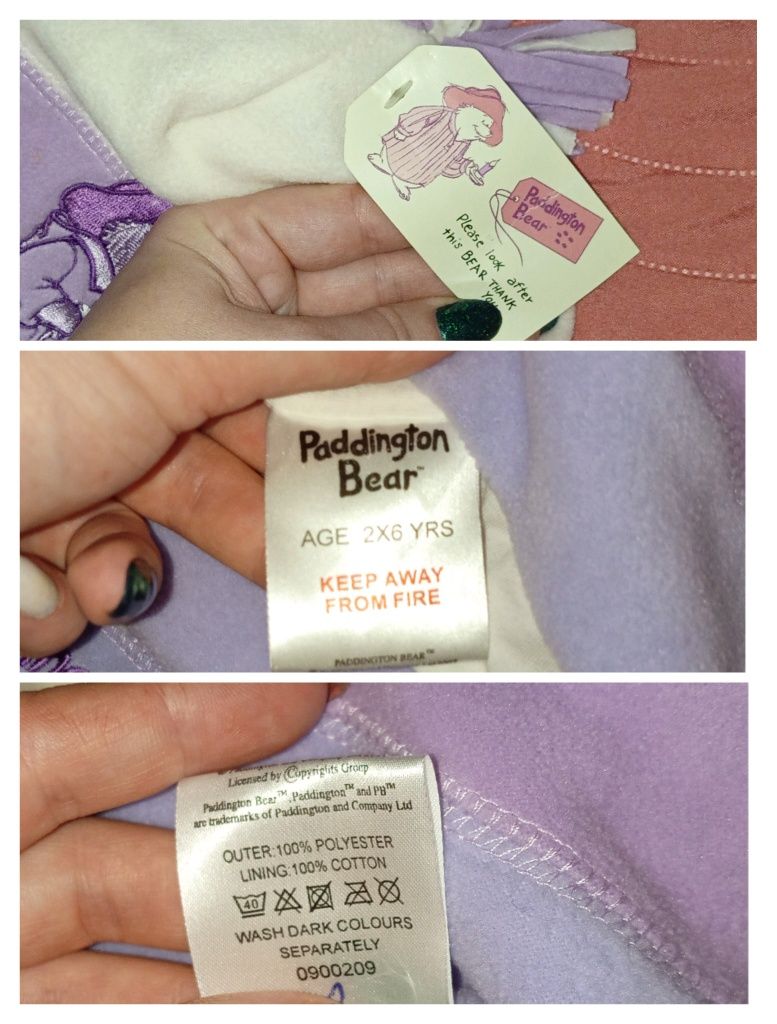 Paddington
Bear
Please look after
this BEAR THANK
YOU
Paddington
Bear™
AGE 2X6 YRS
KEEP AWAY
FROM FIRE
PADDINGTON BEAR™
Licensed by ©opyrights Group
Paddington Bear™, Paddington™ and PB™
are trademarks of Paddington and Company Ltd
OUTER:100% POLYESTER
LINING:100% COTTON
40
WASH DARK COLOURS
SEPARATELY
0900209